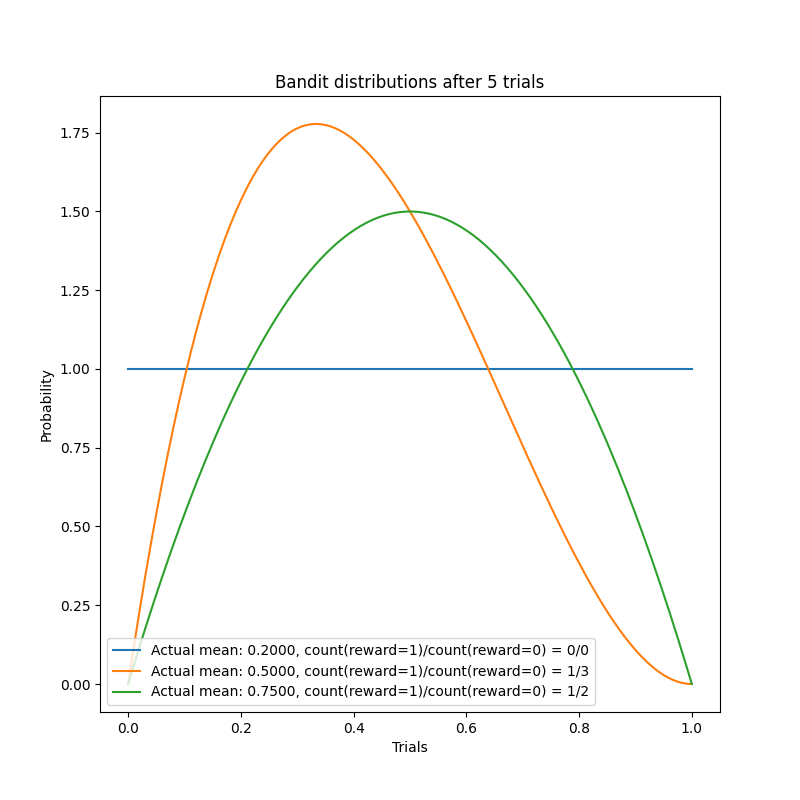 Bandit distributions after 5 trials
Probability
1.75
1.50
1.25
1.00
0.75
0.50
0.25
0.00
Actual mean: 0.2000, count(reward=1)/count(reward=0) = 0/0
Actual mean: 0.5000, count(reward=1)/count(reward=0) = 1/3
Actual mean: 0.7500, count(reward=1)/count(reward=0) = 1/2
0.0 0.2 0.4 0.6 0.8 1.0
Trials